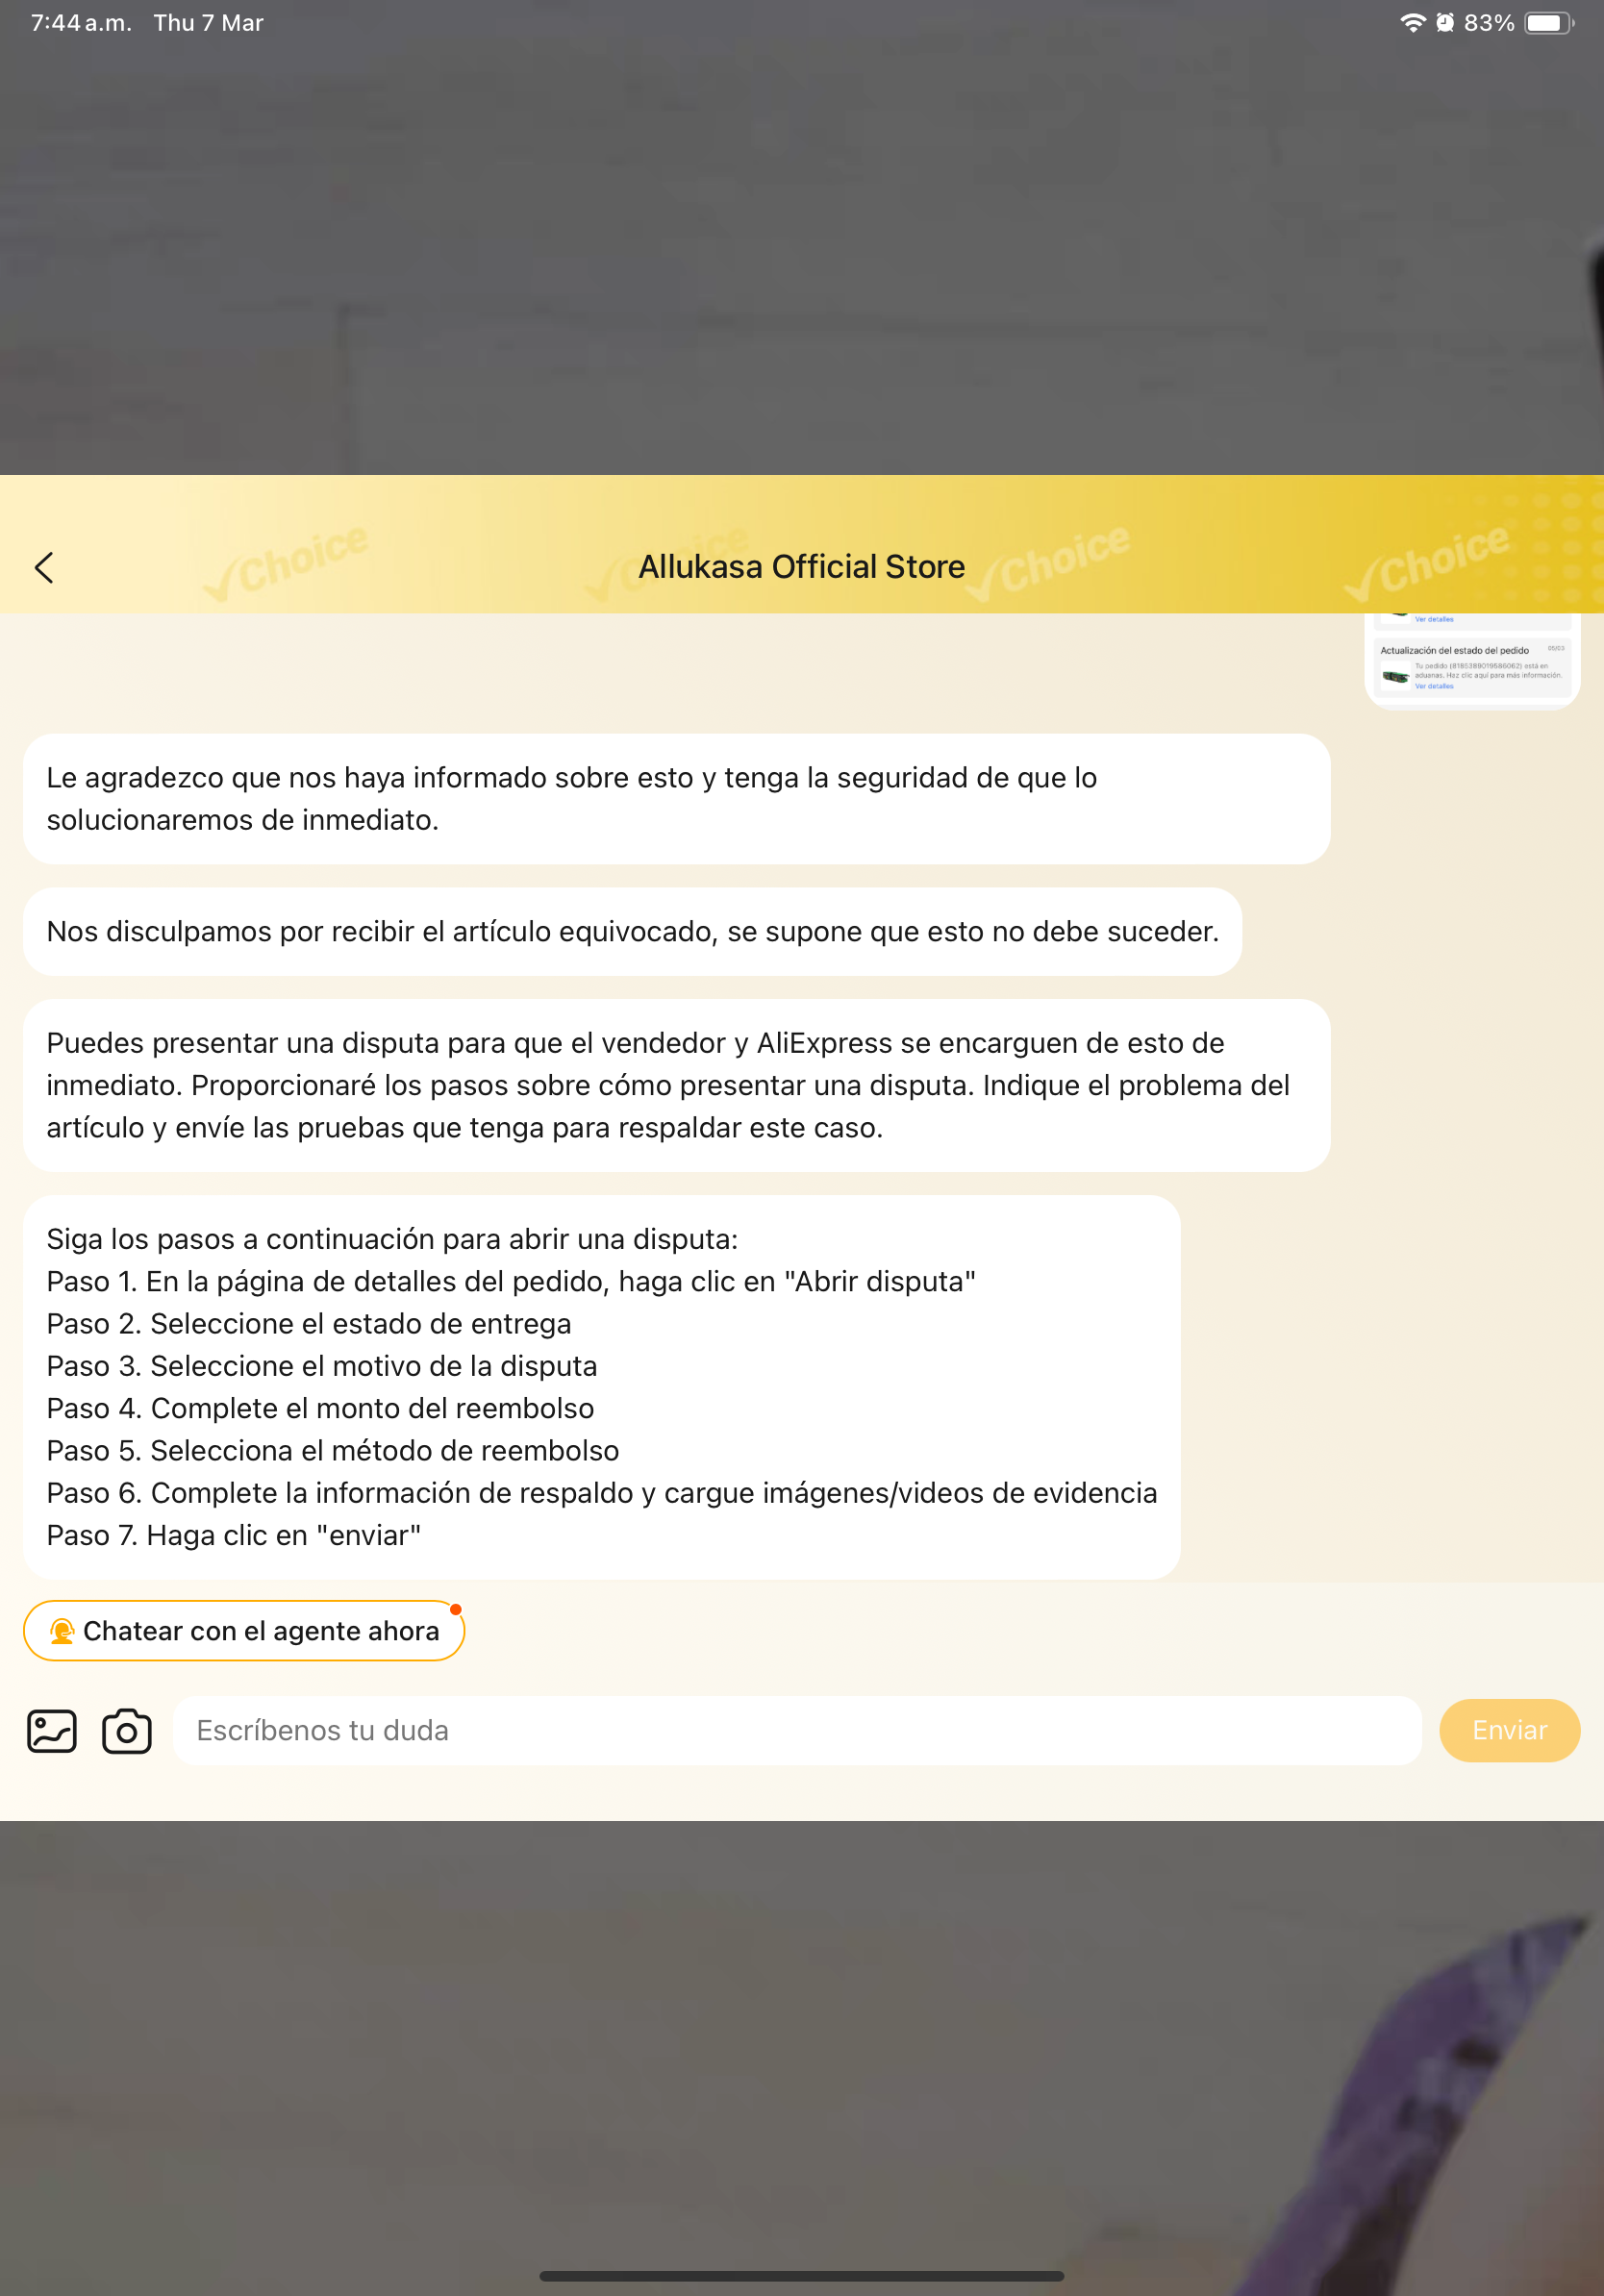 7:44 a.m. Thu 7 Mar
83%
Choice Choice Choice Choice
Allukasa Official Store
Ver detalles
Actualización del estado del pedido 05/03
Tu pedido (8185389019686062) está en
aduanas. Haz clic aquí para más información.
Ver detalles
Le agradezco que nos haya informado sobre esto y tenga la seguridad de que lo
solucionaremos de inmediato.
Nos disculpamos por recibir el artículo equivocado, se supone que esto no debe suceder.
Puedes presentar una disputa para que el vendedor y AliExpress se encarguen de esto de
inmediato. Proporcionaré los pasos sobre cómo presentar una disputa. Indique el problema del
artículo y envíe las pruebas que tenga para respaldar este caso.
Siga los pasos a continuación para abrir una disputa:
Paso 1. En la página de detalles del pedido, haga clic en "Abrir disputa"
Paso 2. Seleccione el estado de entrega
Paso 3. Seleccione el motivo de la disputa
Paso 4. Complete el monto del reembolso
Paso 5. Selecciona el método de reembolso
Paso 6. Complete la información de respaldo y cargue imágenes/videos de evidencia
Paso 7. Haga clic en "enviar"
Chatear con el agente ahora
Escríbenos tu duda
Enviar